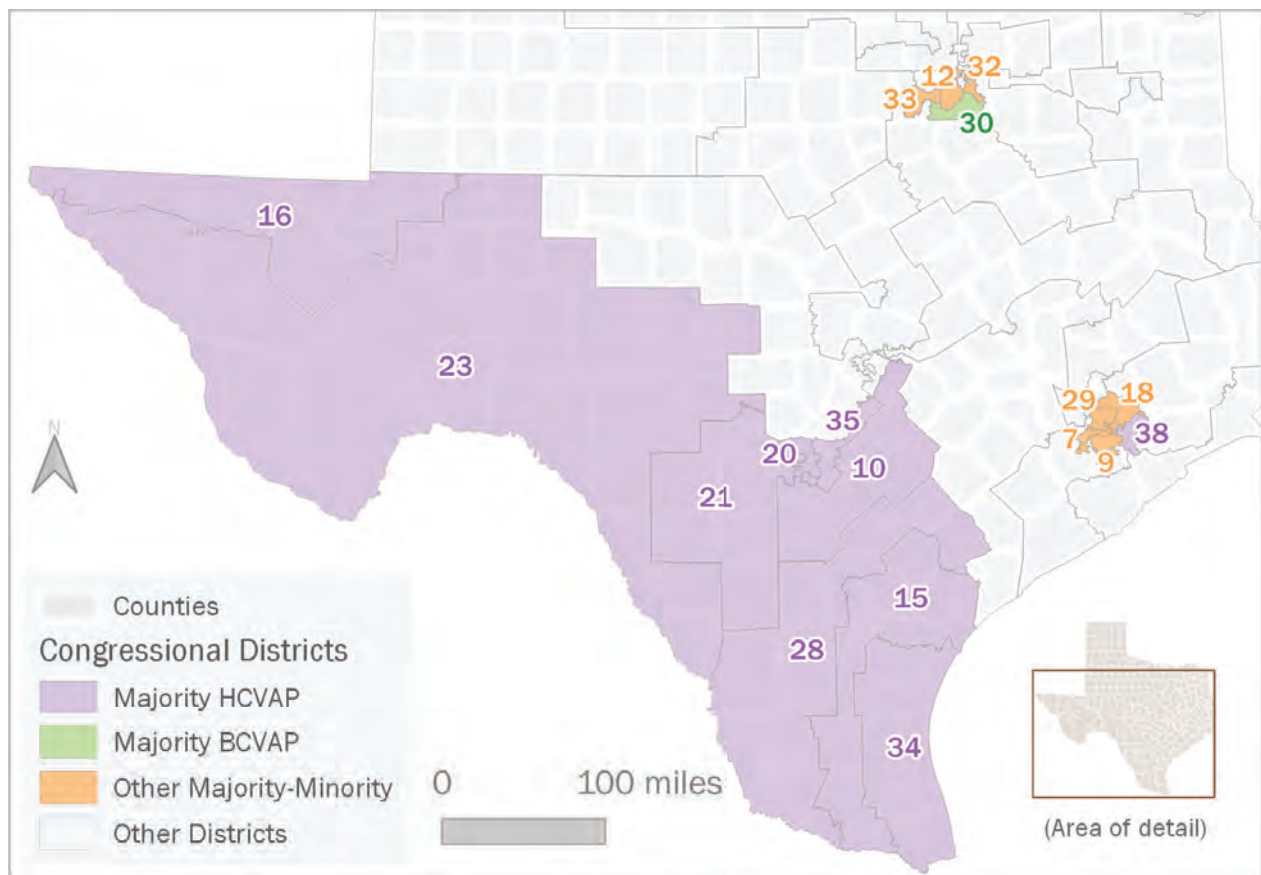 12
32
33
30
16
23
29
18
35
7
38
20
9
10
21
N
15
28
34
Counties
Congressional Districts
Majority HCVAP
Majority BCVAP
Other Majority-Minority
Other Districts
0 100 miles
(Area of detail)